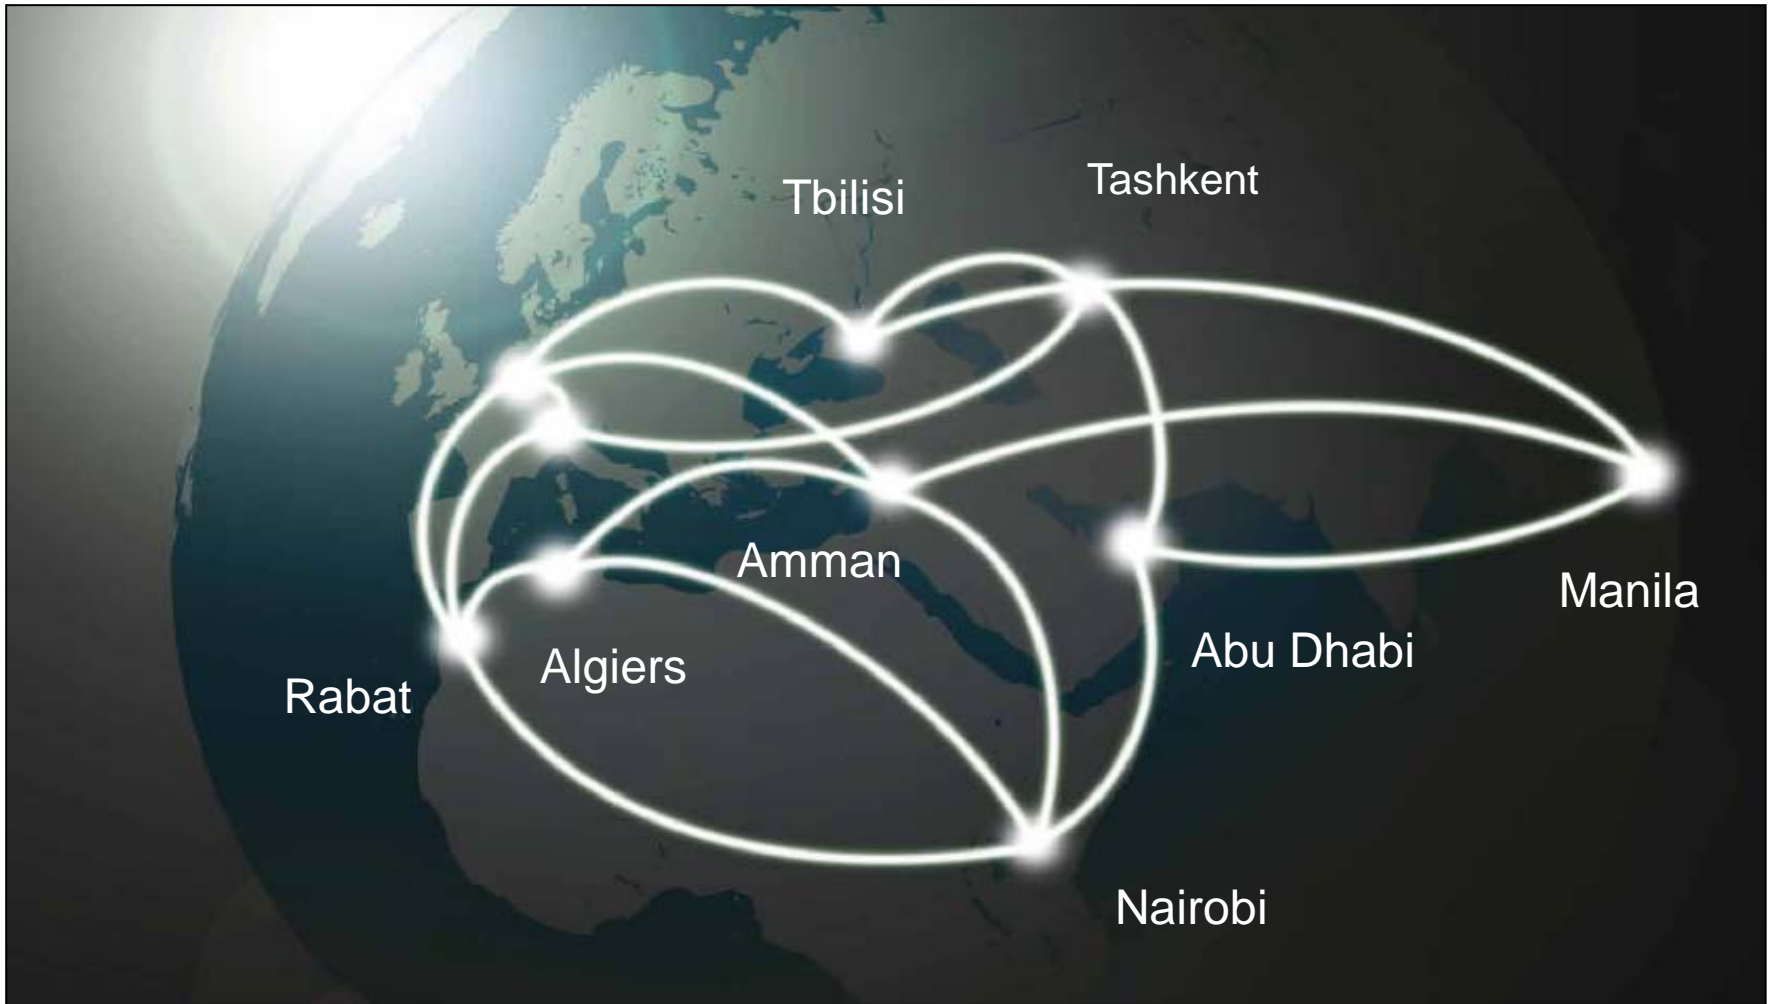 Tbilisi
Tashkent
Amman
Manila
Algiers
Abu Dhabi
Rabat
Nairobi